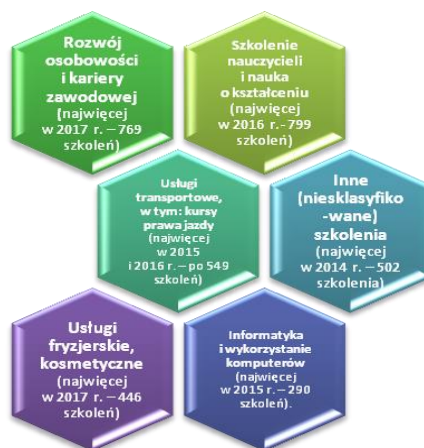 Rozwój
osobowości
i kariery
zawodowej
(najwięcej
w 2017 r. – 769
szkoleń)
Szkolenie
nauczycieli
i nauka
o kształceniu
(najwięcej
w 2016 r.- 799
szkoleń)
Usługi
transportowe,
w tym: kursy
prawa jazdy
(najwięcej
w 2015
i 2016 r. – po 549
szkoleń)
Inne
(niesklasyfiko
-wane)
szkolenia
(najwięcej
w 2014 r. – 502
szkolenia)
Usługi
fryzjerskie,
kosmetyczne
(najwięcej
w 2017 r. – 446
szkoleń)
Informatyka
i wykorzystanie
komputerów
(najwięcej
w 2015 r. – 290
szkoleń).